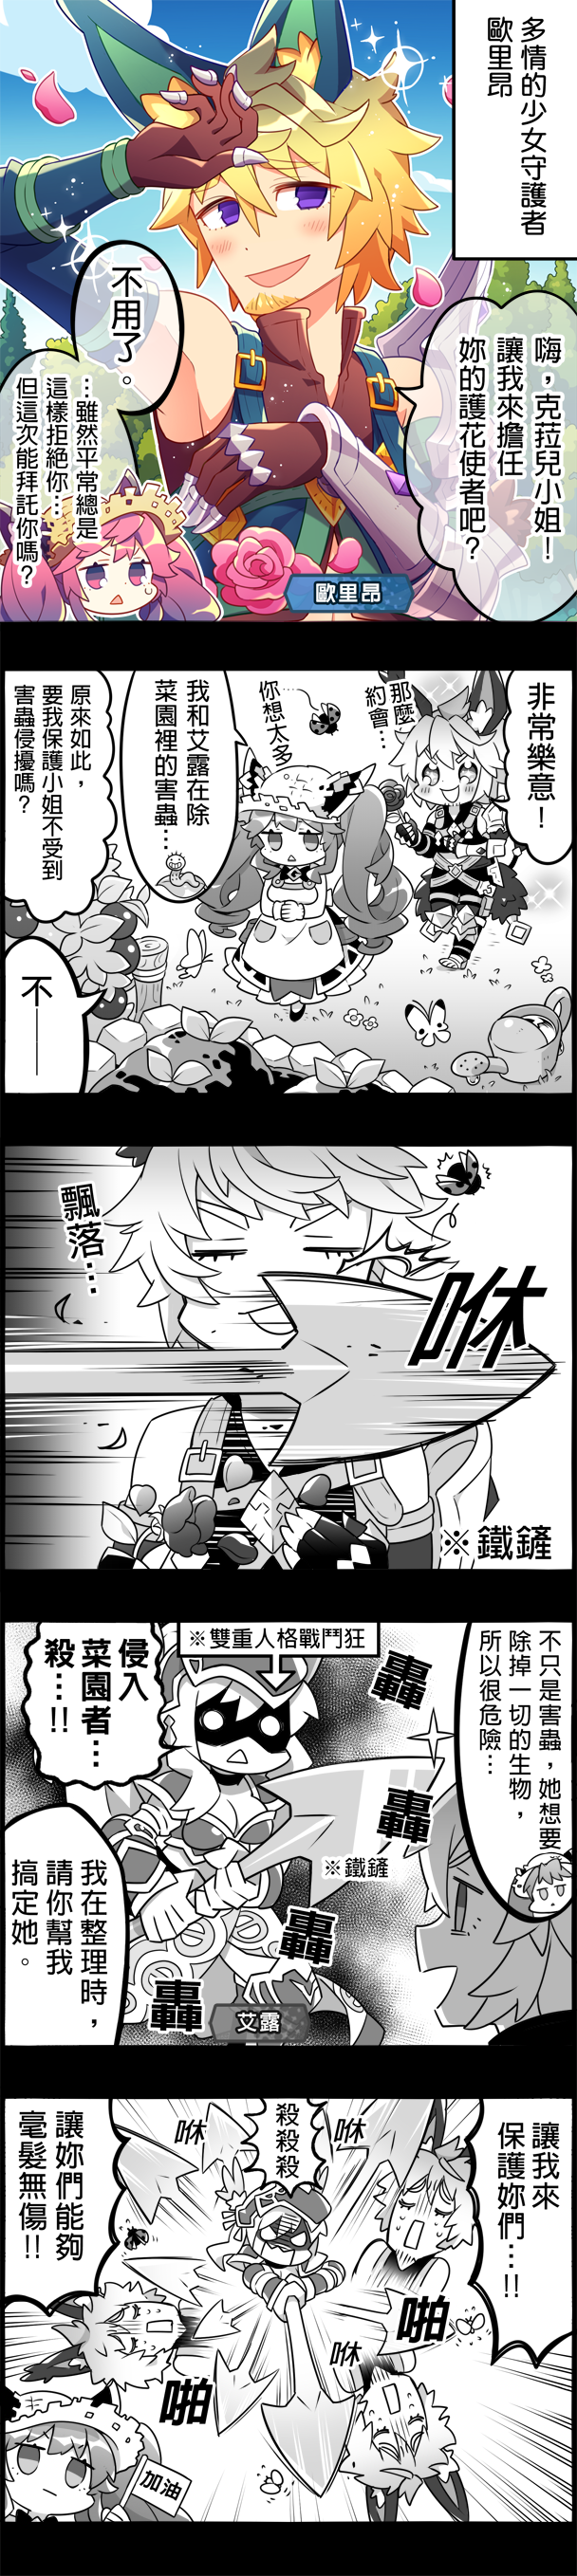 多情的少女守護者
歐里昂
嗨，克菈兒小姐！
讓我來擔任
妳的護花使者吧？
不用了。
…雖然平常總是
這樣拒絕你…
但這次能拜託你嗎？
歐里昂
非常樂意！
那麼
約會…
你想太多
我和艾露在除
菜園裡的害蟲…
原來如此，
要我保護小姐不受到
害蟲侵擾嗎？
不——
咻
飄落…
※鐵鏟
不只是害蟲，她想要
除掉一切的生物，
所以很危險…
※雙重人格戰鬥狂
侵入
菜園者…
殺…!!
轟
轟
轟
轟
※鐵鏟
艾露
我在整理時，
請你幫我
搞定她。
讓我來
保護妳們…!!
殺殺殺
咻
咻
咻
啪
啪
讓妳們能夠
毫髮無傷!!
加油